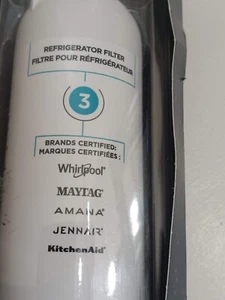 REFRIGERATOR FILTER
FILTRE POUR RÉFRIGÉRATEUR
3
BRANDS CERTIFIED:
MARQUES CERTIFIÉES :
Whirlpool®
MAYTAG®
AMANA®
JENNAIR®
KitchenAid®